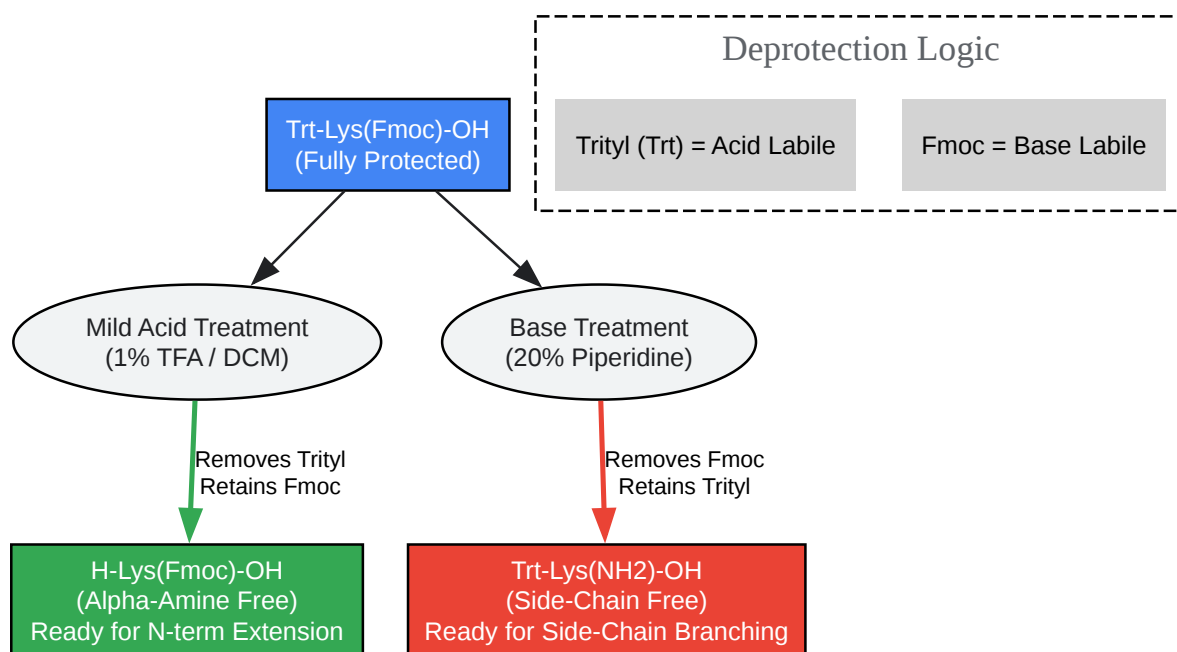 Deprotection Logic
Trt-Lys(Fmoc)-OH
(Fully Protected)
Trityl (Trt) = Acid Labile
Fmoc = Base Labile
Mild Acid Treatment
(1% TFA / DCM)
Base Treatment
(20% Piperidine)
Removes Trityl
Retains Fmoc
Removes Fmoc
Retains Trityl
H-Lys(Fmoc)-OH
(Alpha-Amine Free)
Ready for N-term Extension
Trt-Lys(NH2)-OH
(Side-Chain Free)
Ready for Side-Chain Branching